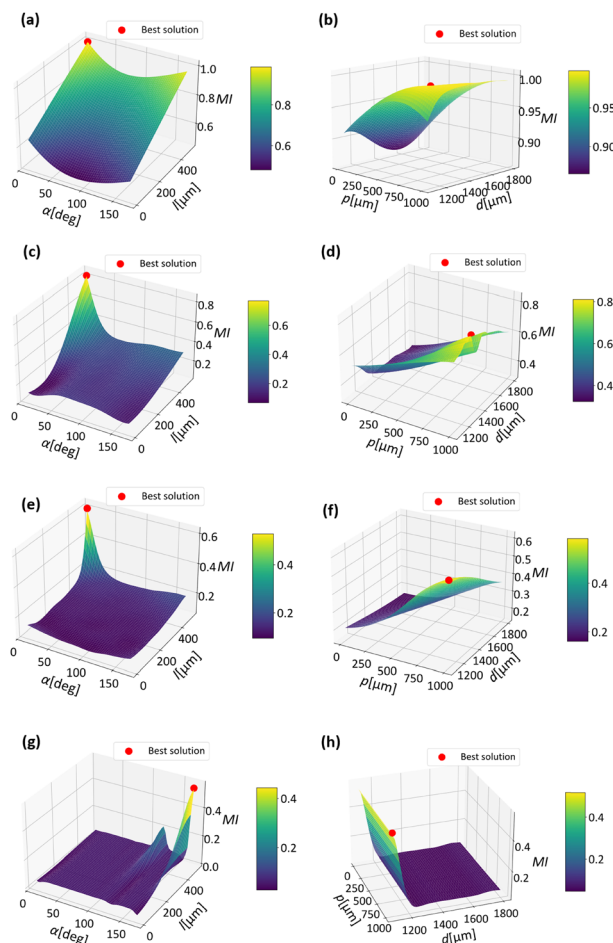 (a)
Best solution
1.0
MI
0.8
0.6
0.8
0.6
0
50
100
150
α[deg]
0
200
400
l[μm]
(b)
Best solution
1.00
0.95
MI
0.90
0.95
0.90
0
250
500
750
1000
p[μm]
1200
1400
1600
1800
d[μm]
(c)
Best solution
0.8
0.6
MI
0.4
0.2
0.6
0.4
0.2
0
50
100
150
α[deg]
0
200
400
l[μm]
(d)
Best solution
0.8
MI
0.6
0.4
0.8
0.6
0.4
0
250
500
750
1000
p[μm]
1200
1400
1600
1800
d[μm]
(e)
Best solution
0.6
MI
0.4
0.2
0.4
0.2
0
50
100
150
α[deg]
0
200
400
l[μm]
(f)
Best solution
0.6
0.5
0.4
MI
0.3
0.2
0.4
0.2
0
250
500
750
1000
p[μm]
1200
1400
1600
1800
d[μm]
(g)
Best solution
0.4
MI
0.2
0.0
0.4
0.2
0
50
100
150
α[deg]
0
200
400
l[μm]
(h)
Best solution
0.4
MI
0.2
0.4
0.2
0
250
500
750
1000
p[μm]
1200
1400
1600
1800
d[μm]